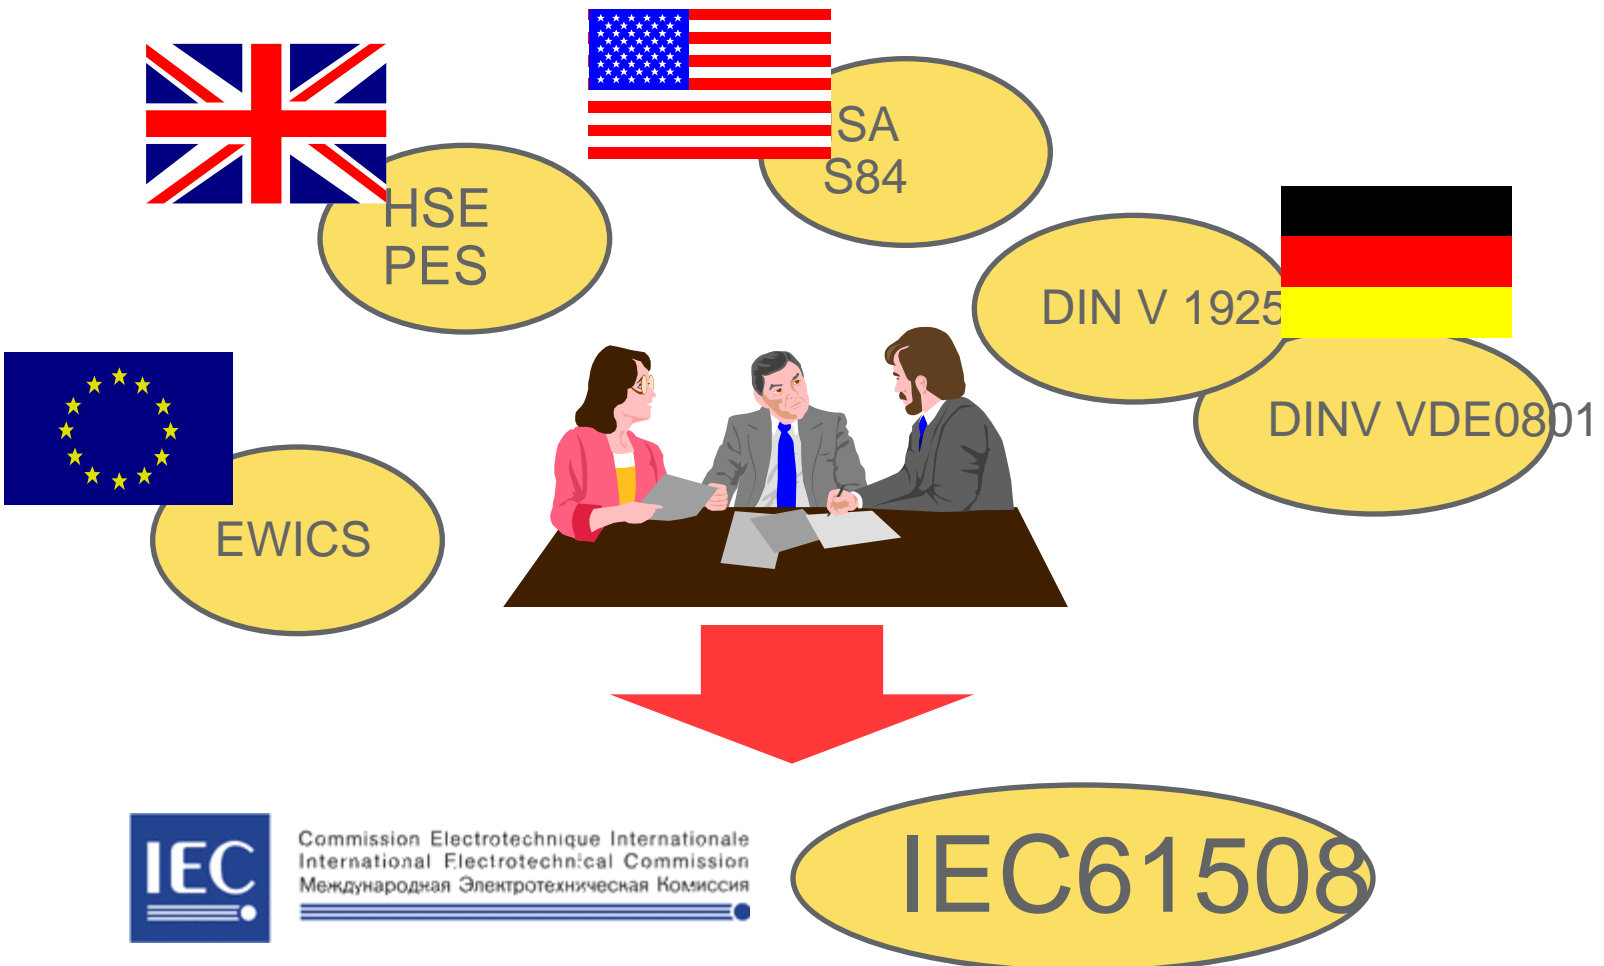 SA
S84
HSE
PES
DIN V 1925
DINV VDE0801
EWICS
IEC
Commission Electrotechnique Internationale
International Electrotechnical Commission
Международная Электротехническая Комиссия
IEC61508